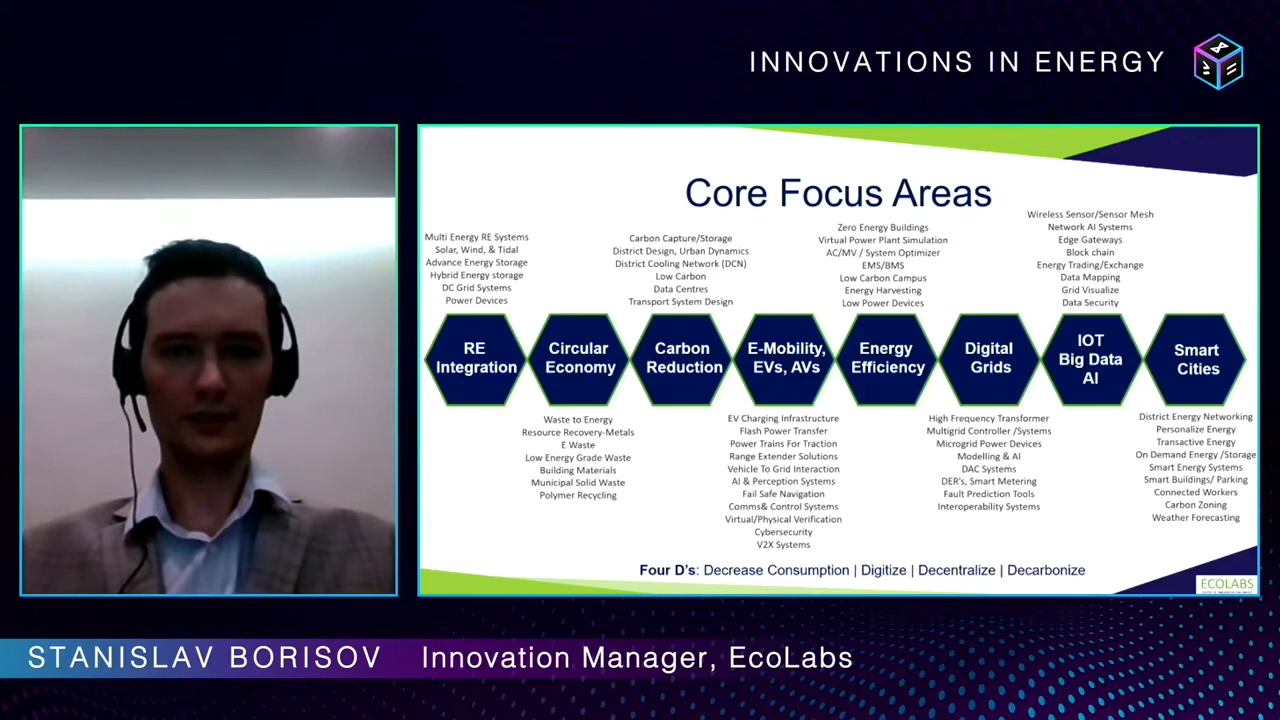 INNOVATIONS IN ENERGY
Core Focus Areas
Multi Energy RE Systems
Solar, Wind, & Tidal
Advance Energy Storage
Hybrid Energy storage
DC Grid Systems
Power Devices
Carbon Capture/Storage
District Design, Urban Dynamics
District Cooling Network (DCN)
Low Carbon
Data Centres
Transport System Design
Zero Energy Buildings
Virtual Power Plant Simulation
AC/MV / System Optimizer
EMS/BMS
Low Carbon Campus
Energy Harvesting
Low Power Devices
Wireless Sensor/Sensor Mesh
Network AI Systems
Edge Gateways
Block chain
Energy Trading/Exchange
Data Mapping
Grid Visualize
Data Security
RE
Integration
Circular
Economy
Carbon
Reduction
E-Mobility,
EVs, AVs
Energy
Efficiency
Digital
Grids
IOT
Big Data
AI
Smart
Cities
Waste to Energy
Resource Recovery-Metals
E Waste
Low Energy Grade Waste
Building Materials
Municipal Solid Waste
Polymer Recycling
EV Charging Infrastructure
Flash Power Transfer
Power Trains For Traction
Range Extender Solutions
Vehicle To Grid Interaction
AI & Perception Systems
Fail Safe Navigation
Comms& Control Systems
Virtual/Physical Verification
Cybersecurity
V2X Systems
High Frequency Transformer
Multigrid Controller /Systems
Microgrid Power Devices
Modelling & AI
DAC Systems
DER's, Smart Metering
Fault Prediction Tools
Interoperability Systems
District Energy Networking
Personalize Energy
Transactive Energy
On Demand Energy /Storage
Smart Energy Systems
Smart Buildings/ Parking
Connected Workers
Carbon Zoning
Weather Forecasting
Four D's: Decrease Consumption | Digitize | Decentralize | Decarbonize
ECOLABS
STANISLAV BORISOV Innovation Manager, EcoLabs